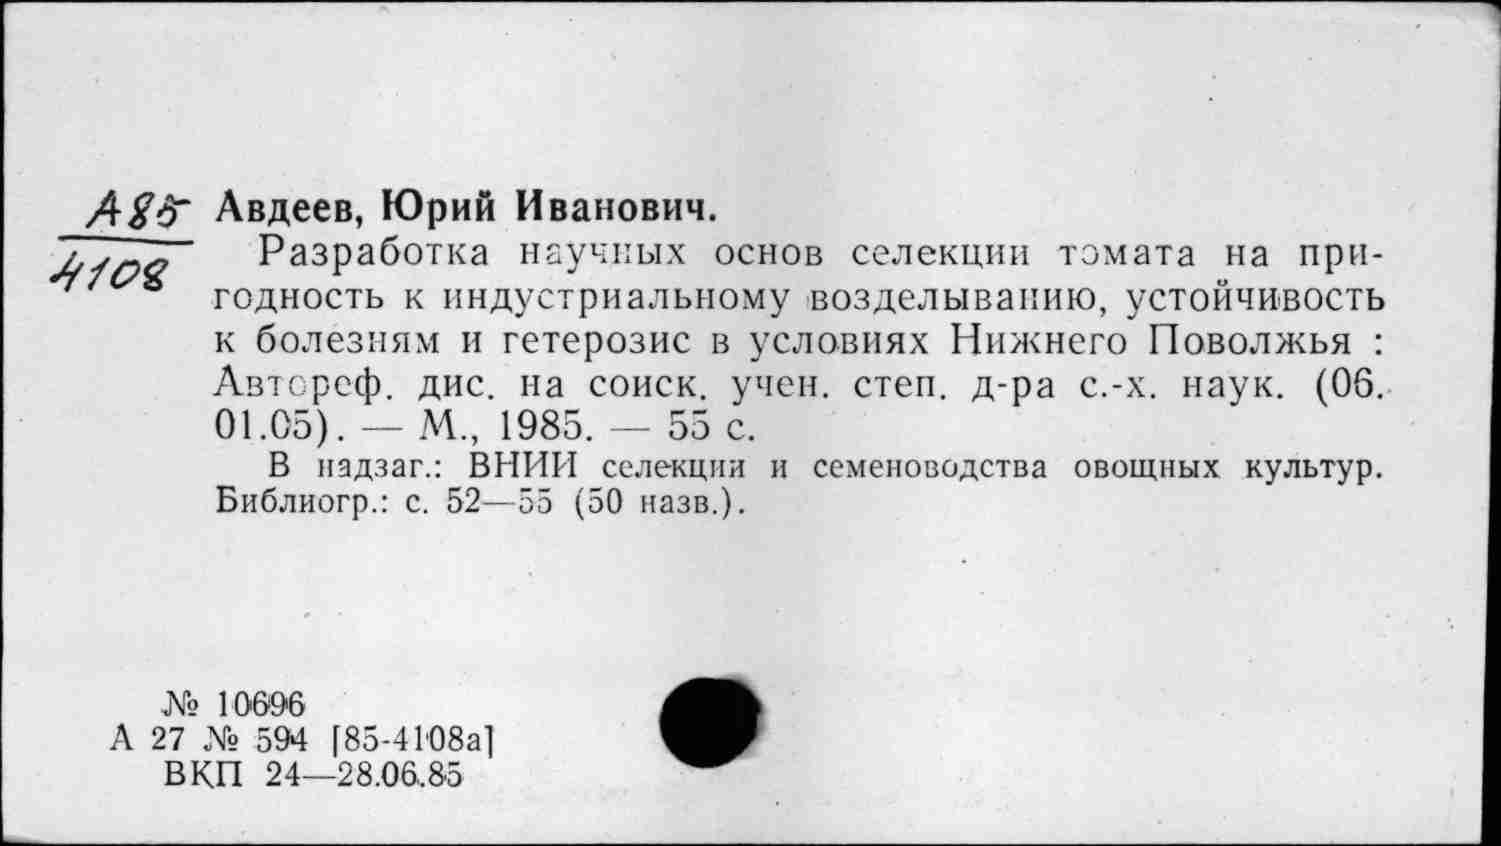 А85 Авдеев, Юрий Иванович.
4108 Разработка научных основ селекции томата на при-
годность к индустриальному возделыванию, устойчивость
к болезням и гетерозис в условиях Нижнего Поволжья :
Автореф. дис. на соиск. учен. степ. д-ра с.-х. наук. (06.
01.05). — М., 1985. — 55 с.
В надзаг.: ВНИИ селекции и семеноводства овощных культур.
Библиогр.: с. 52—55 (50 назв.).
№ 10696
А 27 № 594 [85-4108а]
ВКП 24—28.06.85